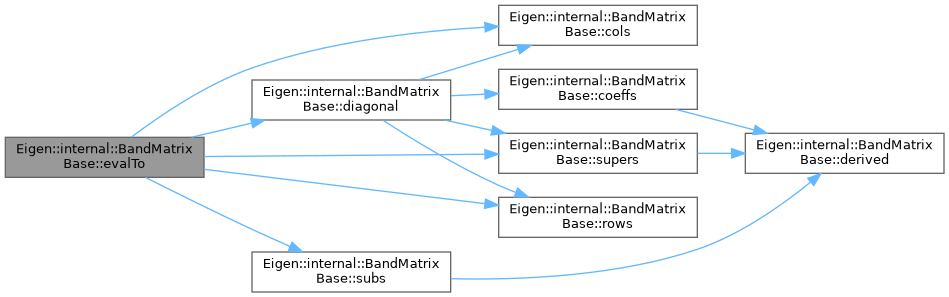 Eigen::internal::BandMatrix
Base::evalTo
Eigen::internal::BandMatrix
Base::diagonal
Eigen::internal::BandMatrix
Base::subs
Eigen::internal::BandMatrix
Base::cols
Eigen::internal::BandMatrix
Base::coeffs
Eigen::internal::BandMatrix
Base::supers
Eigen::internal::BandMatrix
Base::rows
Eigen::internal::BandMatrix
Base::derived